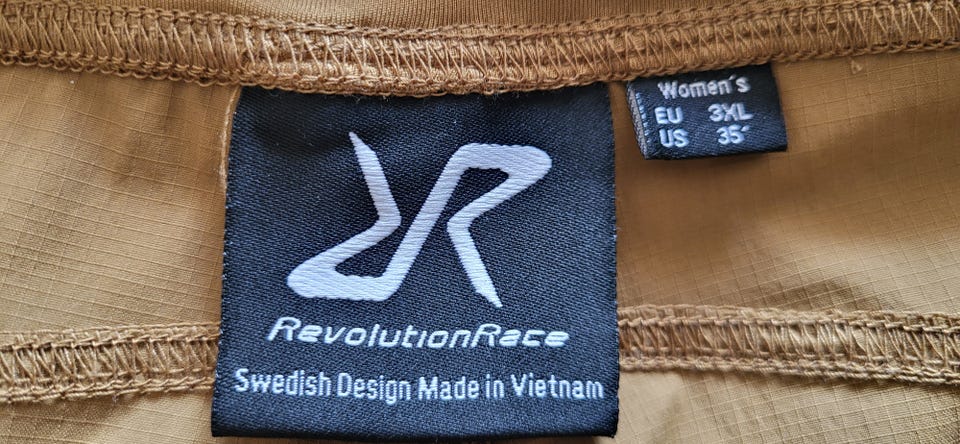 RevolutionRace
Swedish Design Made in Vietnam
Women´s
EU 3XL
US 35"